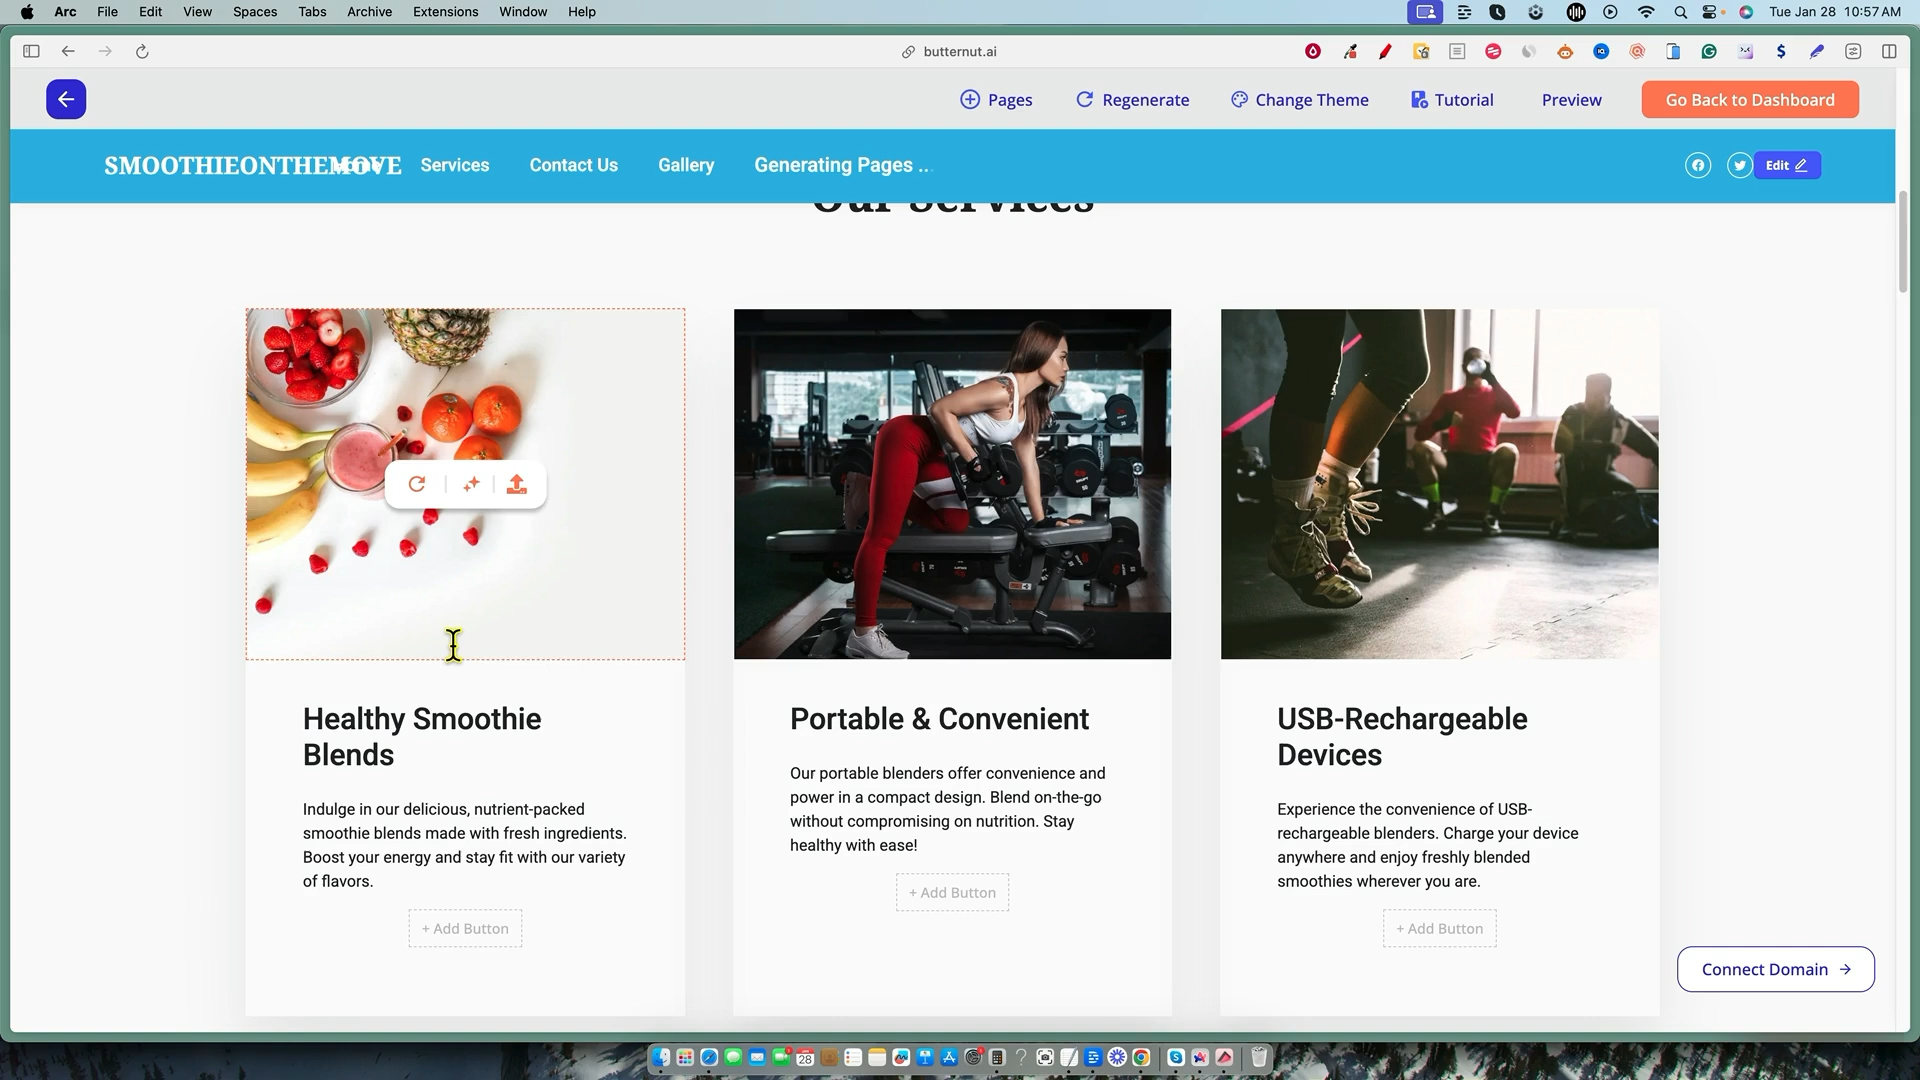 Arc File Edit View Spaces Tabs Archive Extensions Window Help Tue Jan 28 10:57 AM
butternut.ai
Pages Regenerate Change Theme Tutorial Preview Go Back to Dashboard
SMOOTHIEONTHEMOVE Services Contact Us Gallery Generating Pages .. Edit
Our Services
Healthy Smoothie
Blends
Indulge in our delicious, nutrient-packed
smoothie blends made with fresh ingredients.
Boost your energy and stay fit with our variety
of flavors.
+ Add Button
Portable & Convenient
Our portable blenders offer convenience and
power in a compact design. Blend on-the-go
without compromising on nutrition. Stay
healthy with ease!
+ Add Button
USB-Rechargeable
Devices
Experience the convenience of USB-
rechargeable blenders. Charge your device
anywhere and enjoy freshly blended
smoothies wherever you are.
+ Add Button
Connect Domain